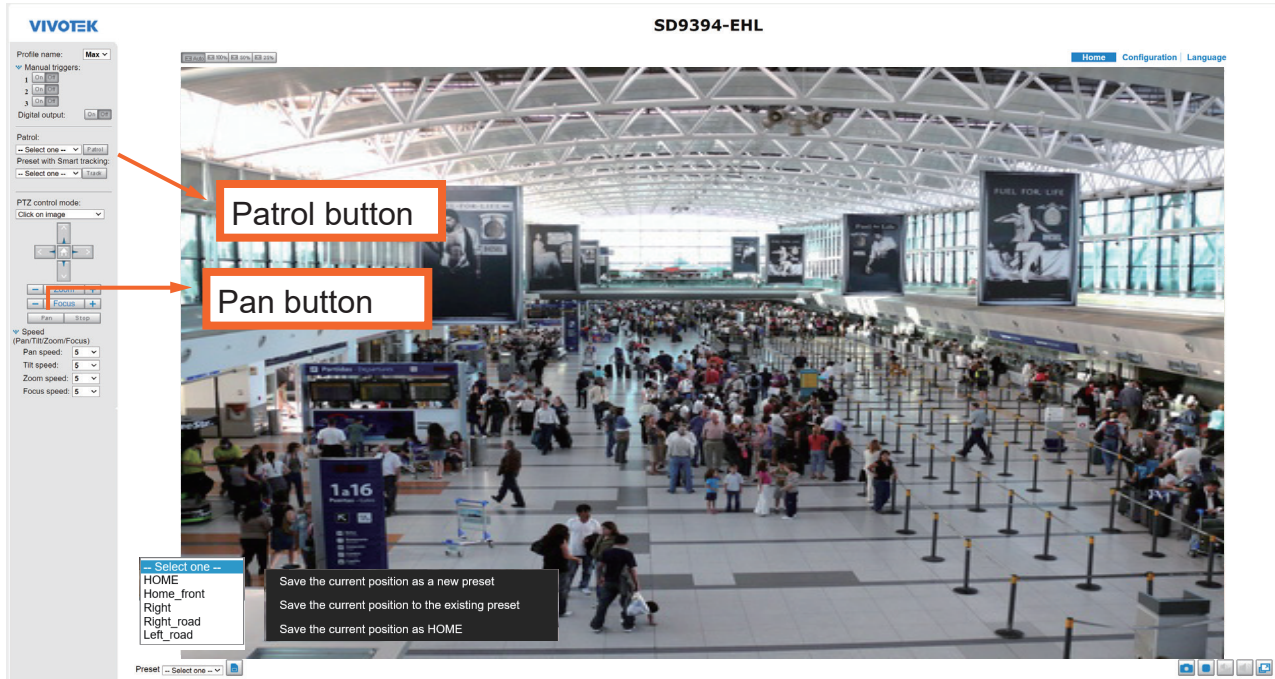 VIVOTEK
SD9394-EHL
Profile name: Max
Manual triggers:
1 On Off
2 On Off
3 On Off
Digital output: On Off
Home Configuration Language
Patrol:
-- Select one -- Patrol
Preset with Smart tracking:
-- Select one -- Track
PTZ control mode:
Click on image
Zoom
Focus
Pan Stop
Speed
(Pan/Tilt/Zoom/Focus)
Pan speed: 5
Tilt speed: 5
Zoom speed: 5
Focus speed: 5
Patrol button
Pan button
FUEL FOR LIFE
Partidas - Departures
1a16
-- Select one --
HOME
Home_front
Right
Right_road
Left_road
Save the current position as a new preset
Save the current position to the existing preset
Save the current position as HOME
Preset -- Select one --